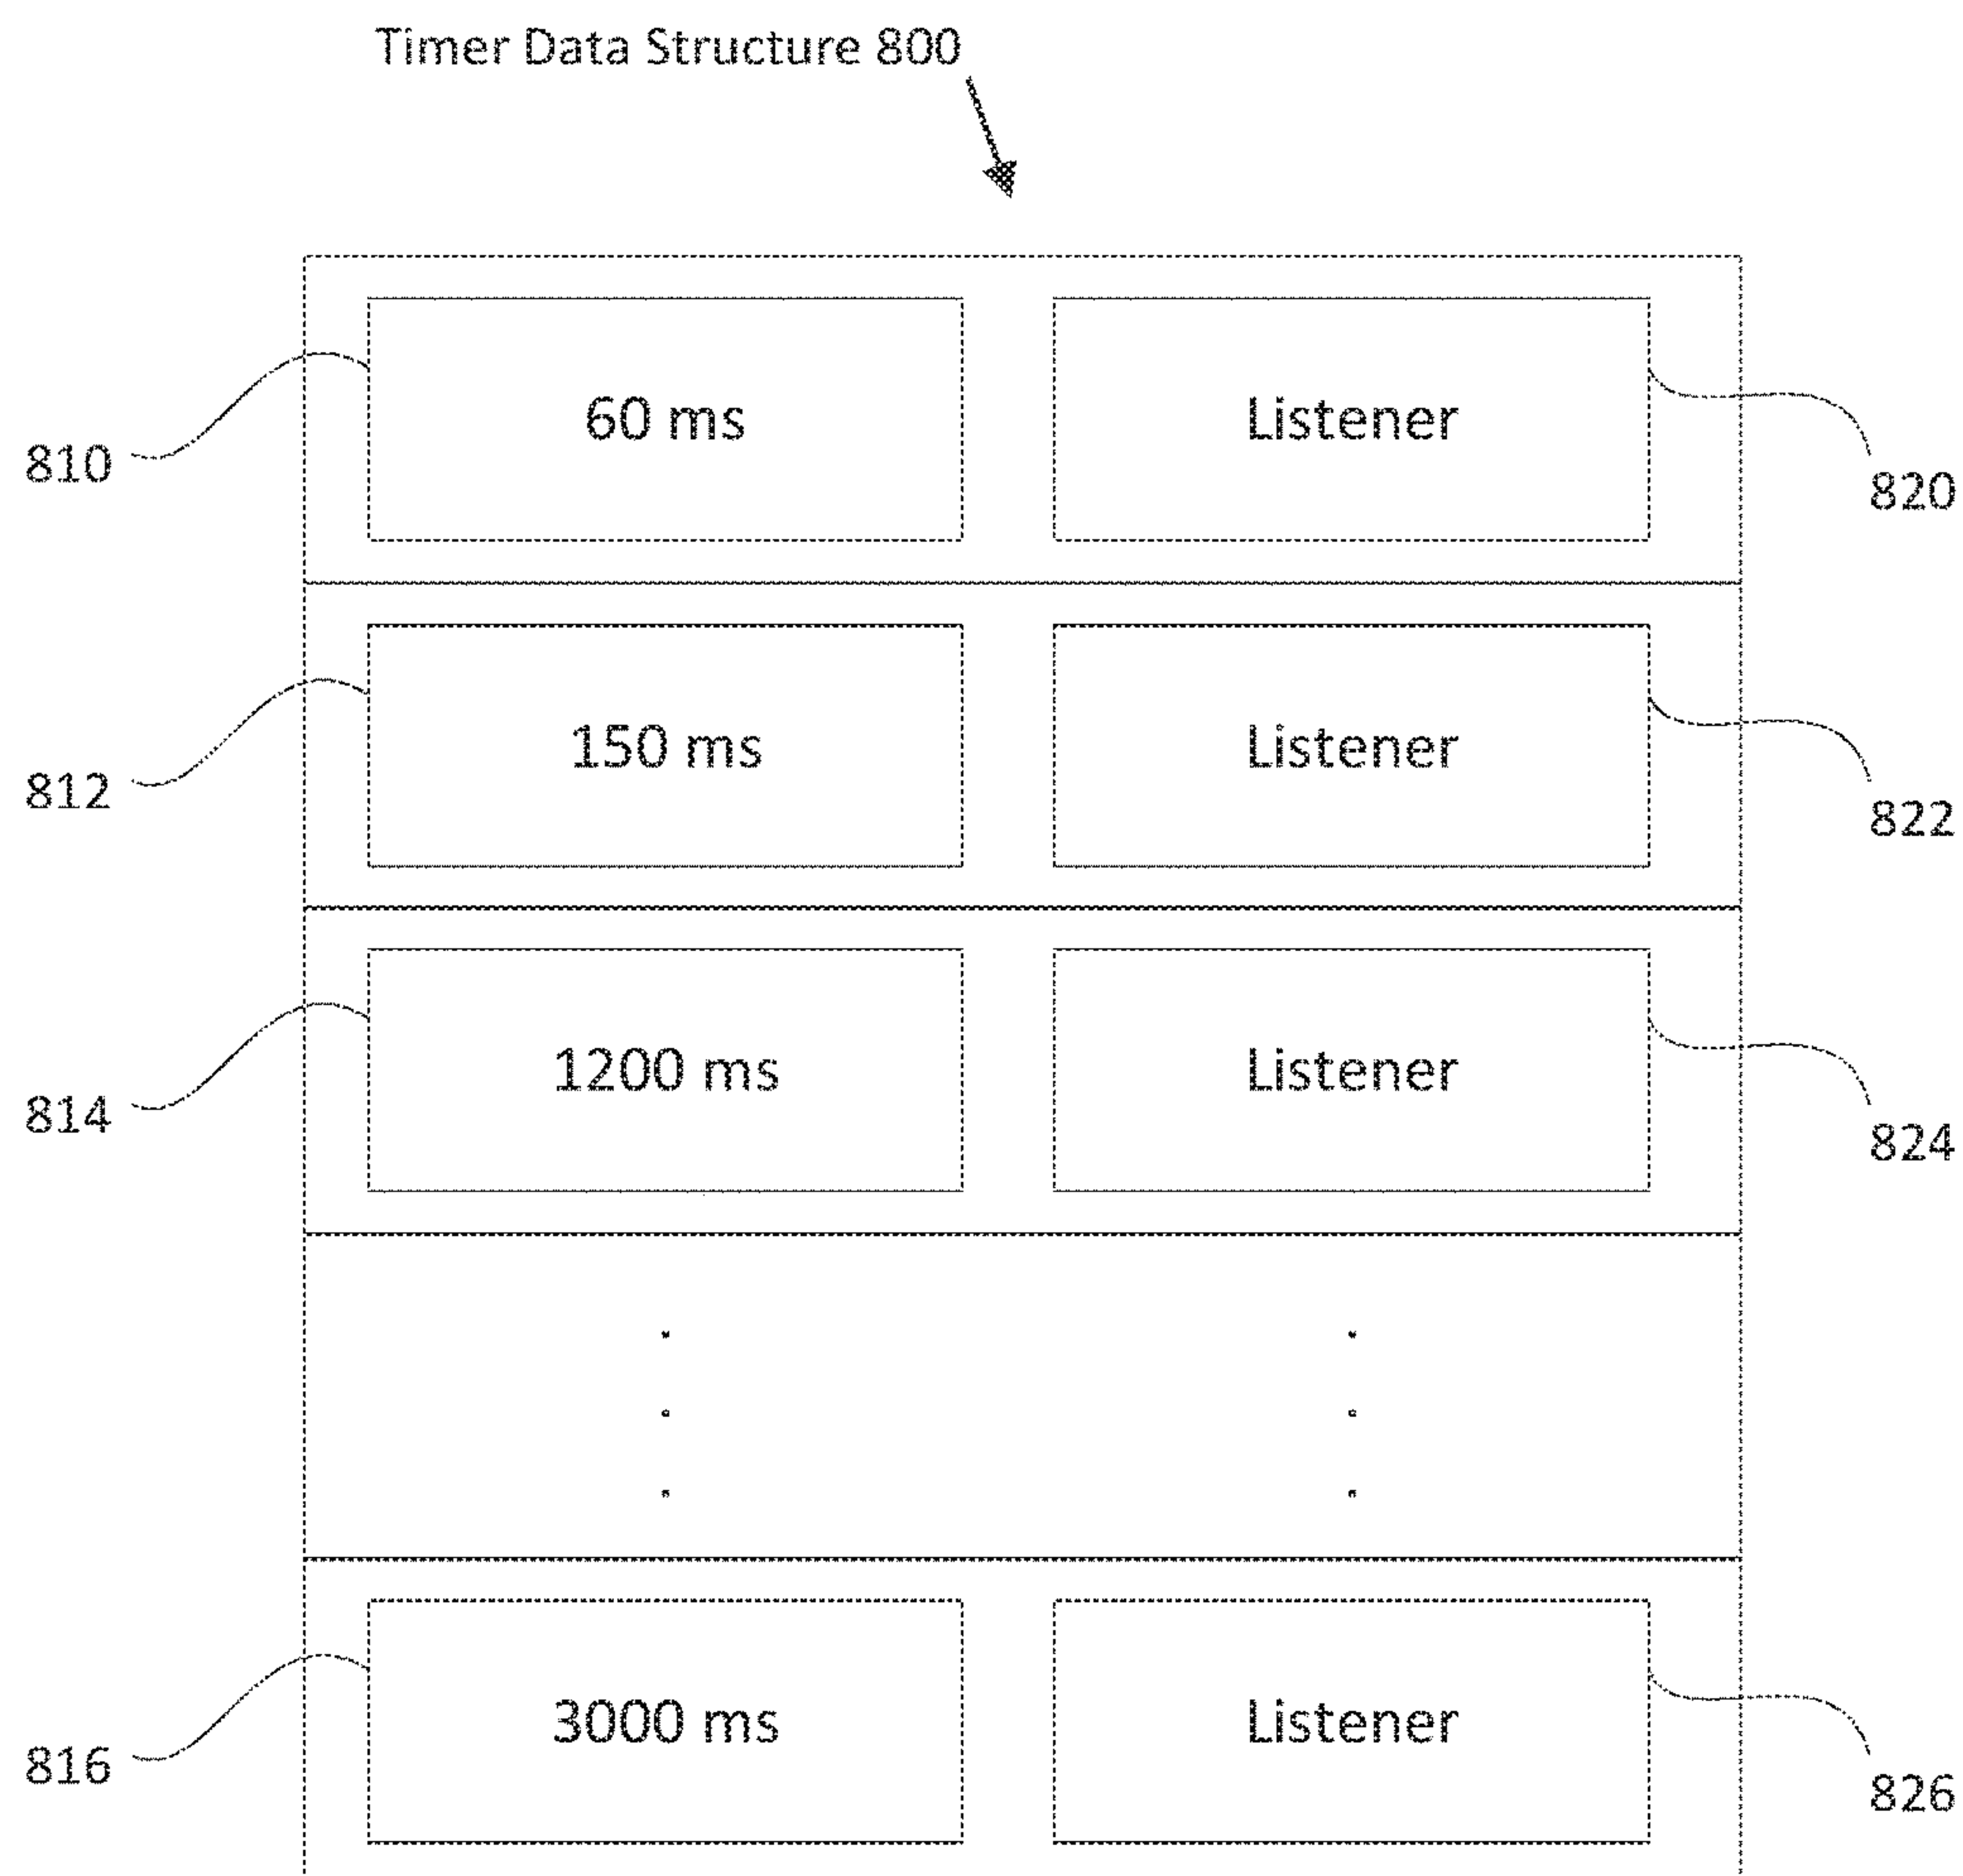 Timer Data Structure 800
60 ms
Listener
810
820
150 ms
Listener
812
822
1200 ms
Listener
814
824
3000 ms
Listener
816
826